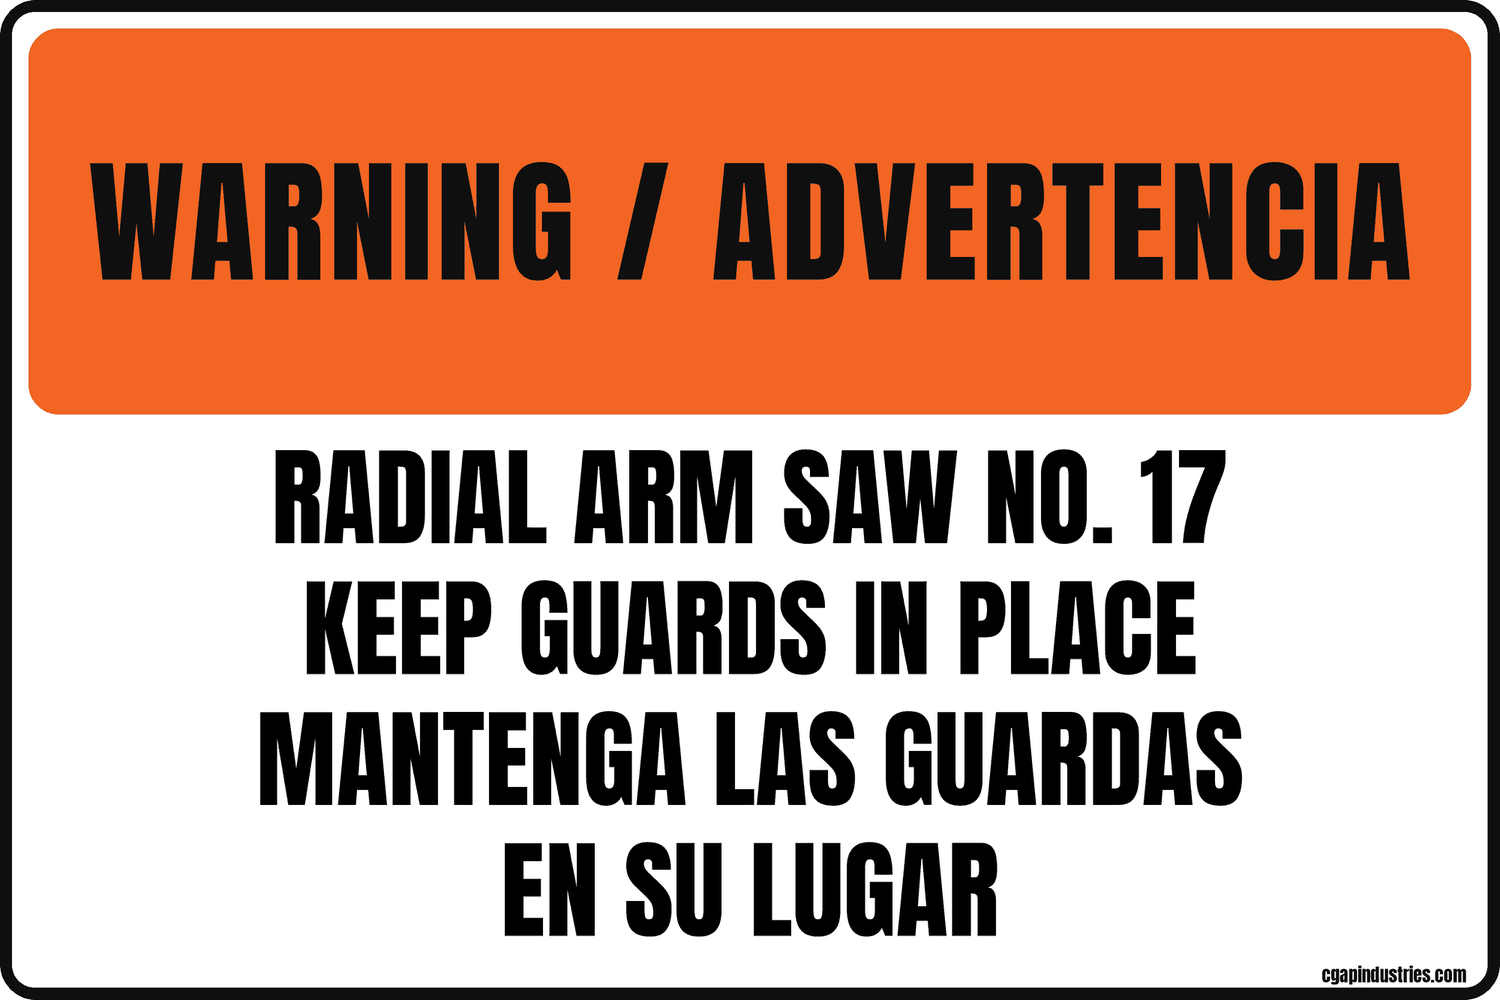 WARNING / ADVERTENCIA
RADIAL ARM SAW NO. 17
KEEP GUARDS IN PLACE
MANTENGA LAS GUARDAS
EN SU LUGAR
cgapindustries.com